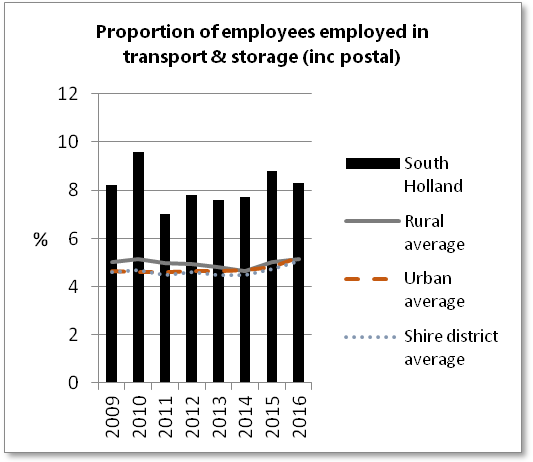 Proportion of employees employed in
transport & storage (inc postal)
12
10
8
6
4
2
0
%
2009
2010
2011
2012
2013
2014
2015
2016
South
Holland
Rural
average
Urban
average
Shire district
average